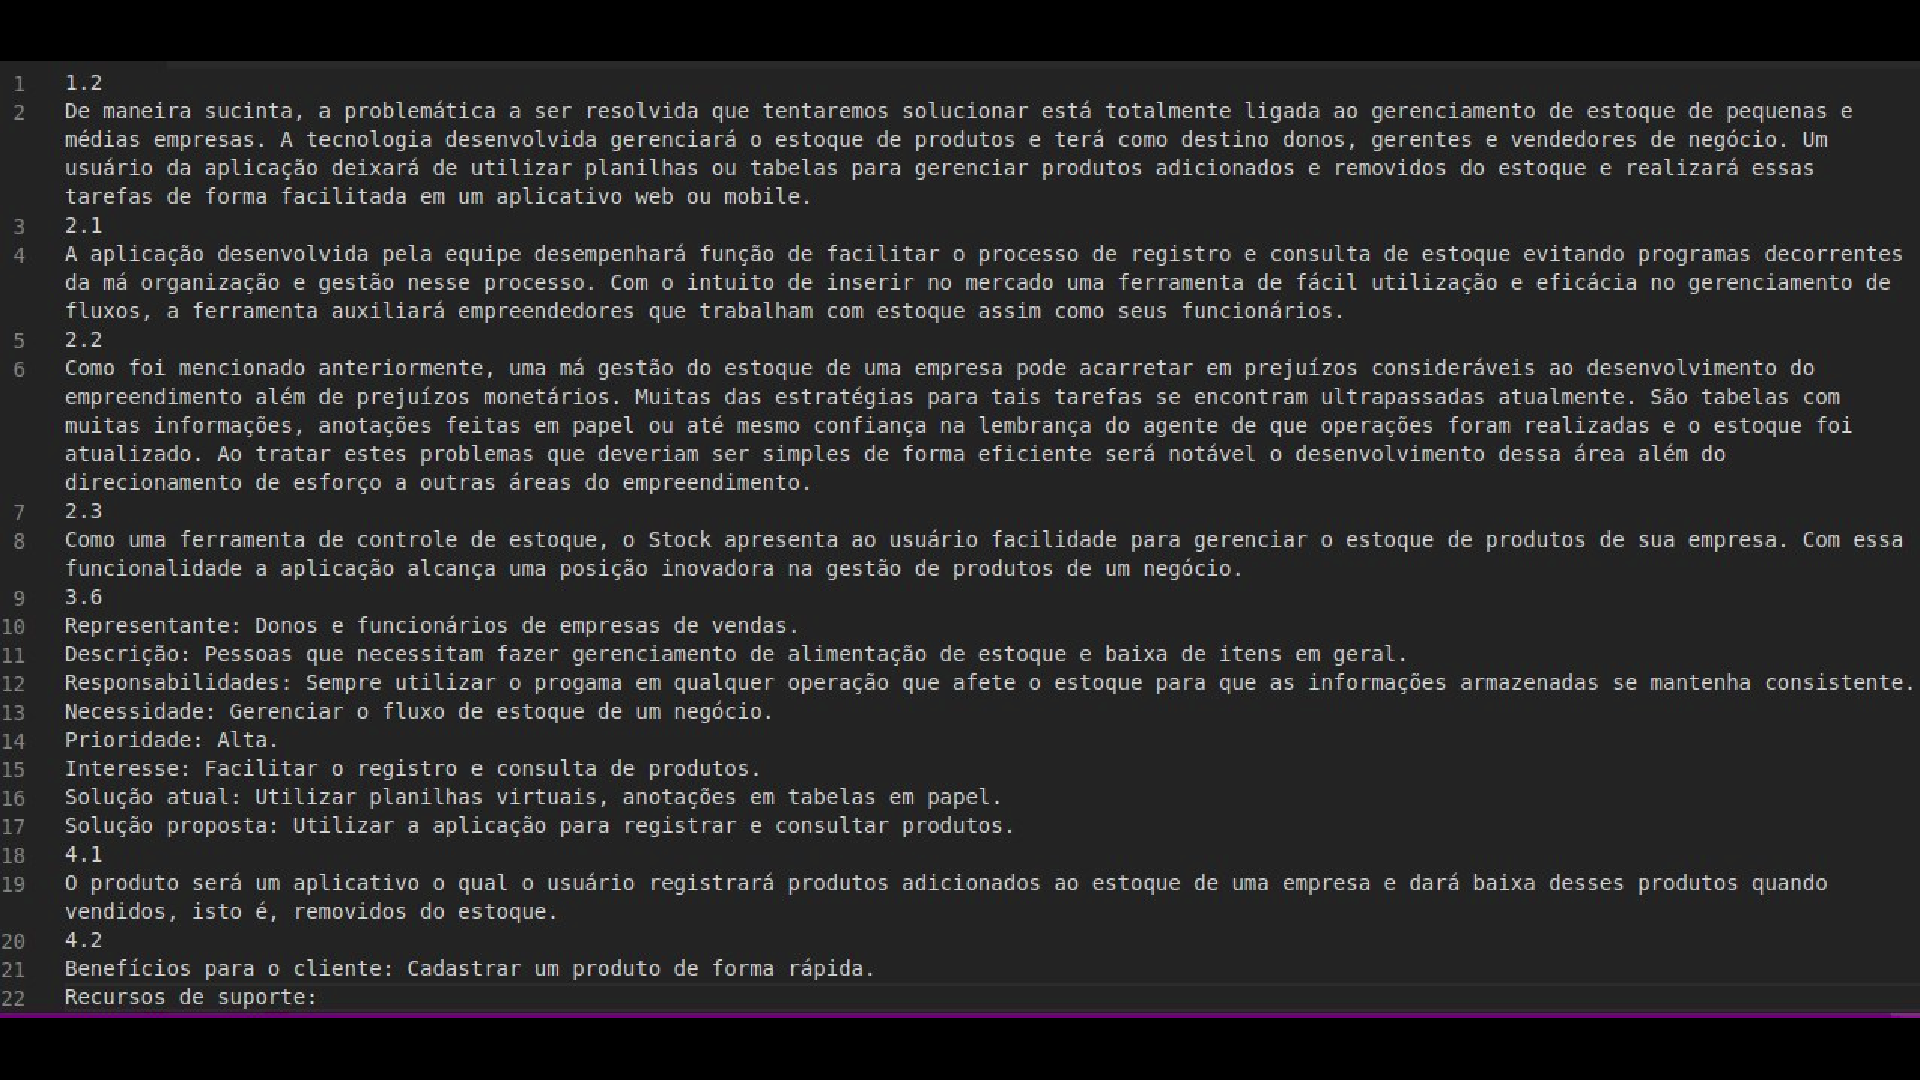 1 1.2
2 De maneira sucinta, a problemática a ser resolvida que tentaremos solucionar está totalmente ligada ao gerenciamento de estoque de pequenas e
médias empresas. A tecnologia desenvolvida gerenciará o estoque de produtos e terá como destino donos, gerentes e vendedores de negócio. Um
usuário da aplicação deixará de utilizar planilhas ou tabelas para gerenciar produtos adicionados e removidos do estoque e realizará essas
tarefas de forma facilitada em um aplicativo web ou mobile.
3 2.1
4 A aplicação desenvolvida pela equipe desempenhará função de facilitar o processo de registro e consulta de estoque evitando programas decorrentes
da má organização e gestão nesse processo. Com o intuito de inserir no mercado uma ferramenta de fácil utilização e eficácia no gerenciamento de
fluxos, a ferramenta auxiliará empreendedores que trabalham com estoque assim como seus funcionários.
5 2.2
6 Como foi mencionado anteriormente, uma má gestão do estoque de uma empresa pode acarretar em prejuízos consideráveis ao desenvolvimento do
empreendimento além de prejuízos monetários. Muitas das estratégias para tais tarefas se encontram ultrapassadas atualmente. São tabelas com
muitas informações, anotações feitas em papel ou até mesmo confiança na lembrança do agente de que operações foram realizadas e o estoque foi
atualizado. Ao tratar estes problemas que deveriam ser simples de forma eficiente será notável o desenvolvimento dessa área além do
direcionamento de esforço a outras áreas do empreendimento.
7 2.3
8 Como uma ferramenta de controle de estoque, o Stock apresenta ao usuário facilidade para gerenciar o estoque de produtos de sua empresa. Com essa
funcionalidade a aplicação alcança uma posição inovadora na gestão de produtos de um negócio.
9 3.6
10 Representante: Donos e funcionários de empresas de vendas.
11 Descrição: Pessoas que necessitam fazer gerenciamento de alimentação de estoque e baixa de itens em geral.
12 Responsabilidades: Sempre utilizar o progama em qualquer operação que afete o estoque para que as informações armazenadas se mantenha consistente.
13 Necessidade: Gerenciar o fluxo de estoque de um negócio.
14 Prioridade: Alta.
15 Interesse: Facilitar o registro e consulta de produtos.
16 Solução atual: Utilizar planilhas virtuais, anotações em tabelas em papel.
17 Solução proposta: Utilizar a aplicação para registrar e consultar produtos.
18 4.1
19 O produto será um aplicativo o qual o usuário registrará produtos adicionados ao estoque de uma empresa e dará baixa desses produtos quando
vendidos, isto é, removidos do estoque.
20 4.2
21 Benefícios para o cliente: Cadastrar um produto de forma rápida.
22 Recursos de suporte: